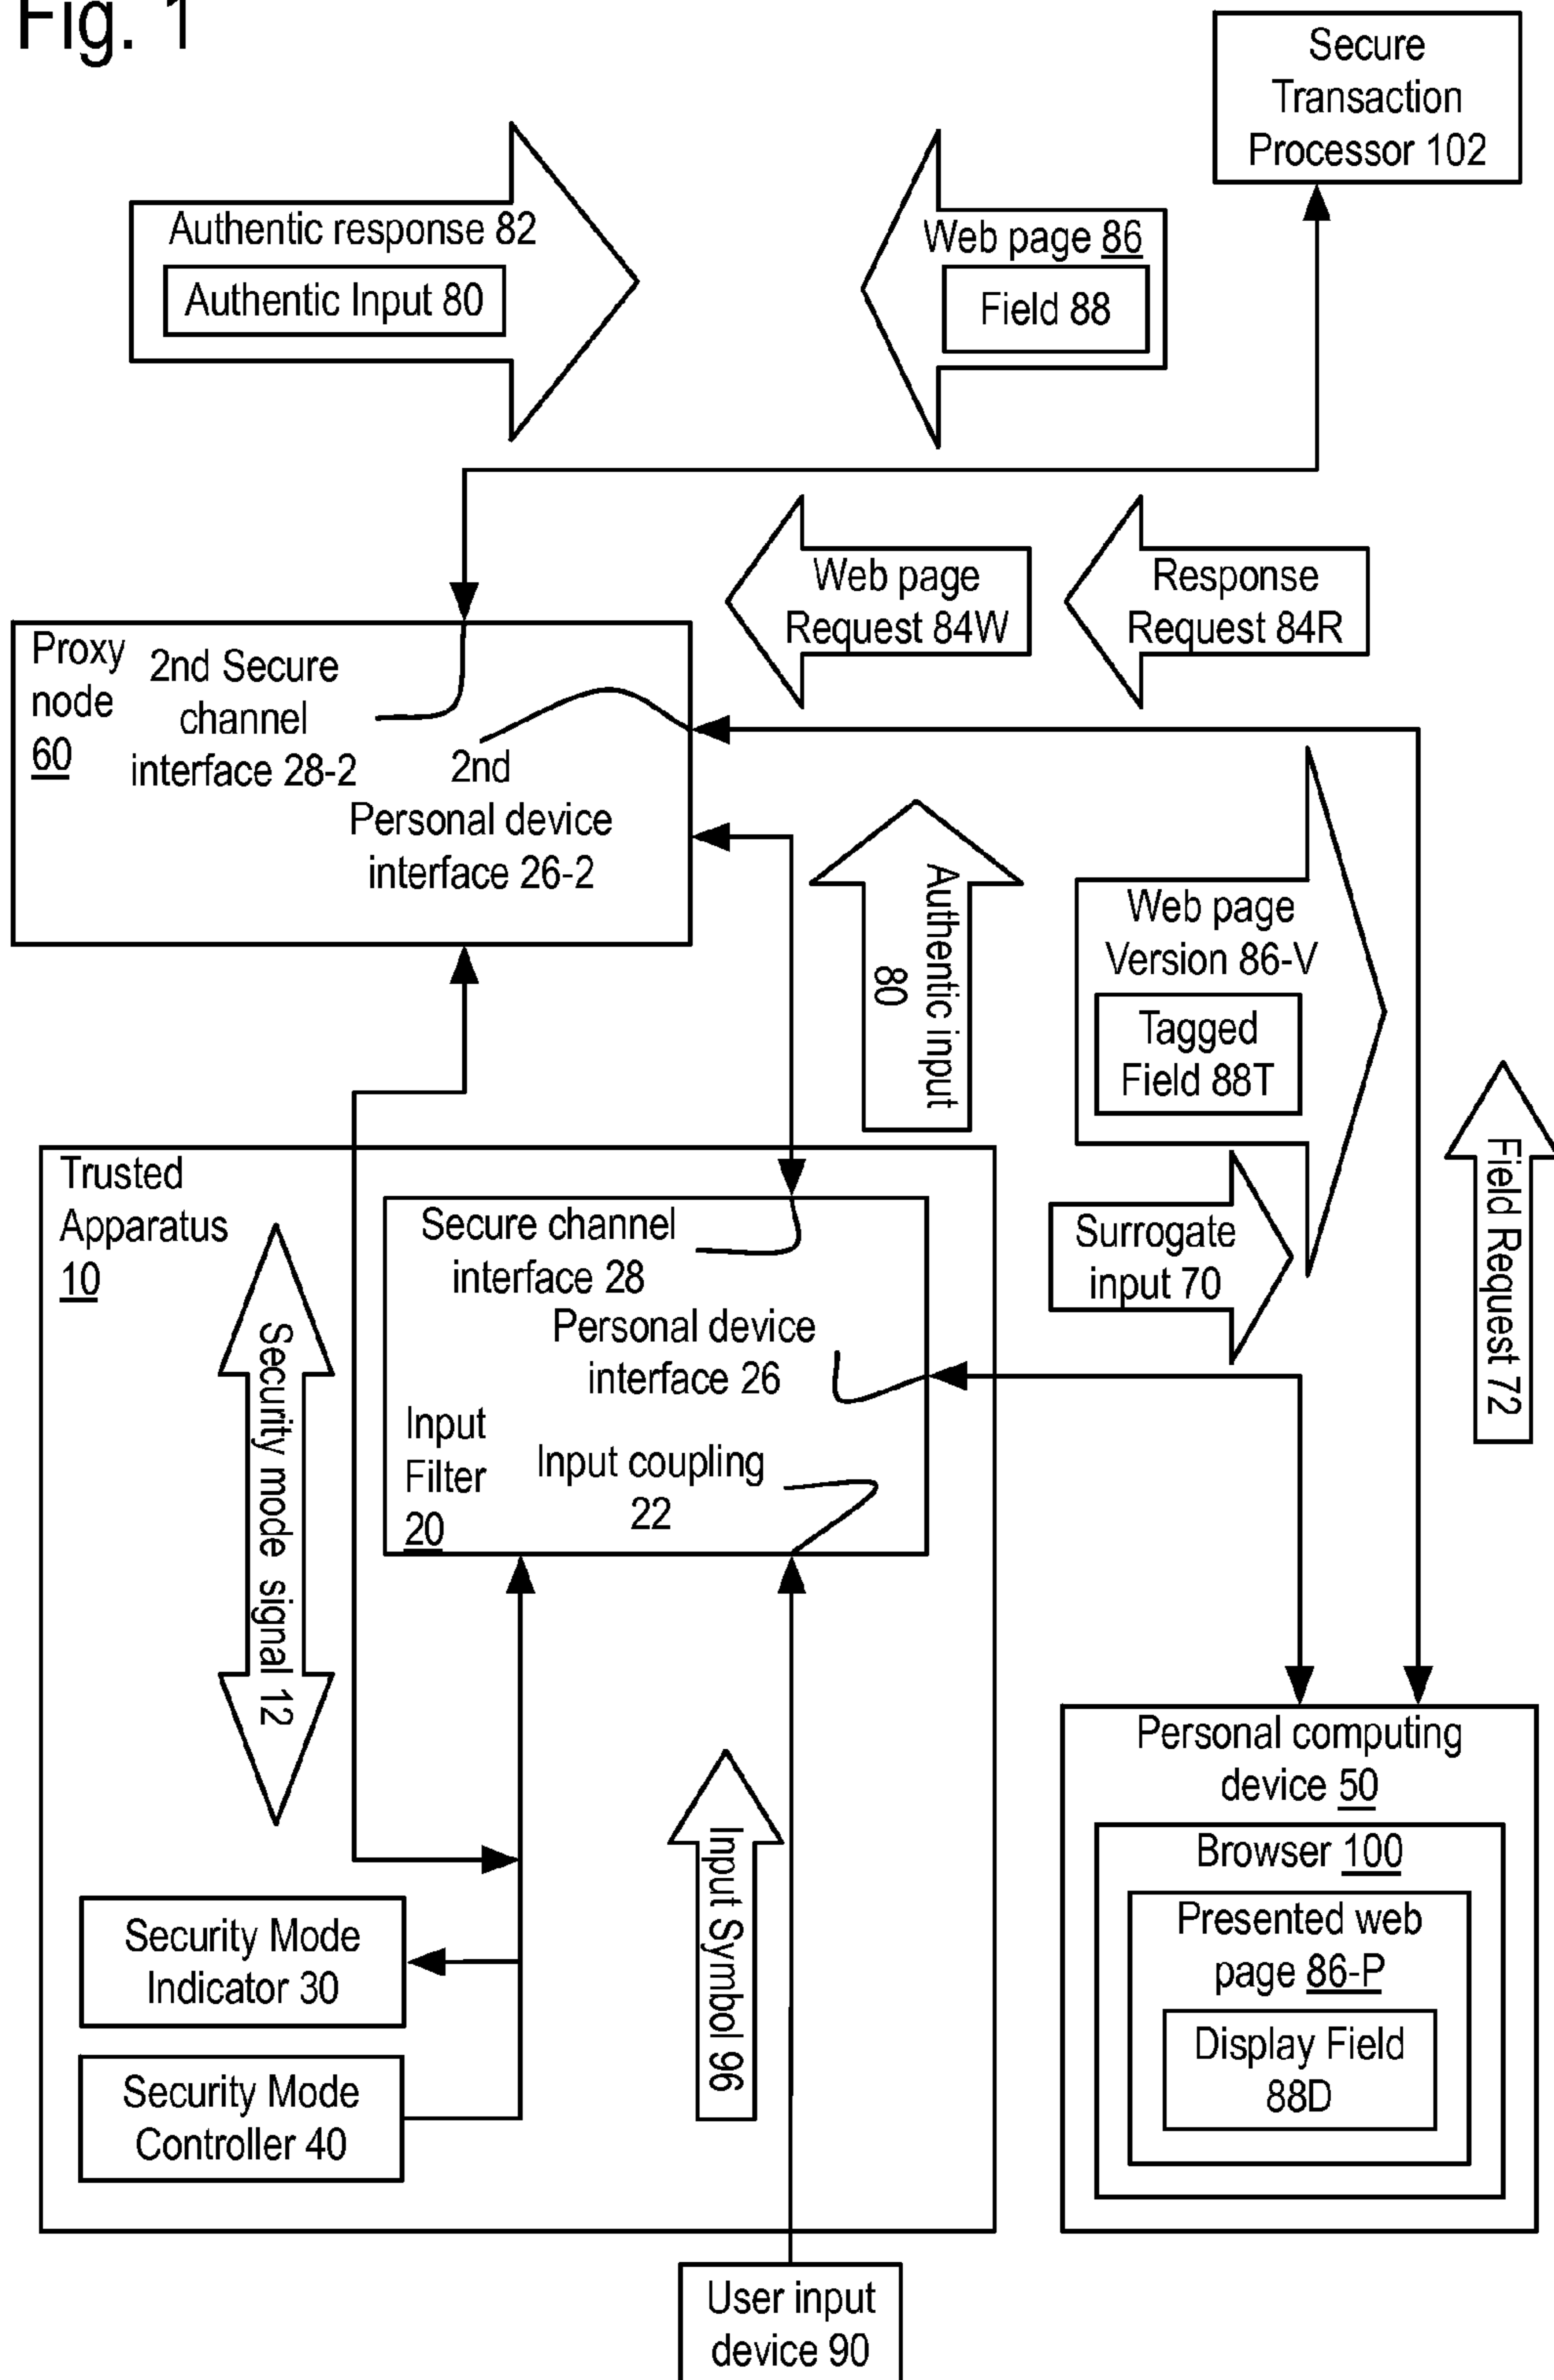 Fig. 1
Secure
Transaction
Processor 102
Authentic response 82
Authentic Input 80
Web page 86
Field 88
Web page
Request 84W
Response
Request 84R
Proxy
node
60
2nd Secure
channel
interface 28-2
2nd
Personal device
interface 26-2
Authentic input
80
Web page
Version 86-V
Tagged
Field 88T
Surrogate
input 70
Field Request 72
Trusted
Apparatus
10
Security mode signal 12
Secure channel
interface 28
Personal device
interface 26
Input
Filter
20
Input coupling
22
Input Symbol 96
Security Mode
Indicator 30
Security Mode
Controller 40
Personal computing
device 50
Browser 100
Presented web
page 86-P
Display Field
88D
User input
device 90